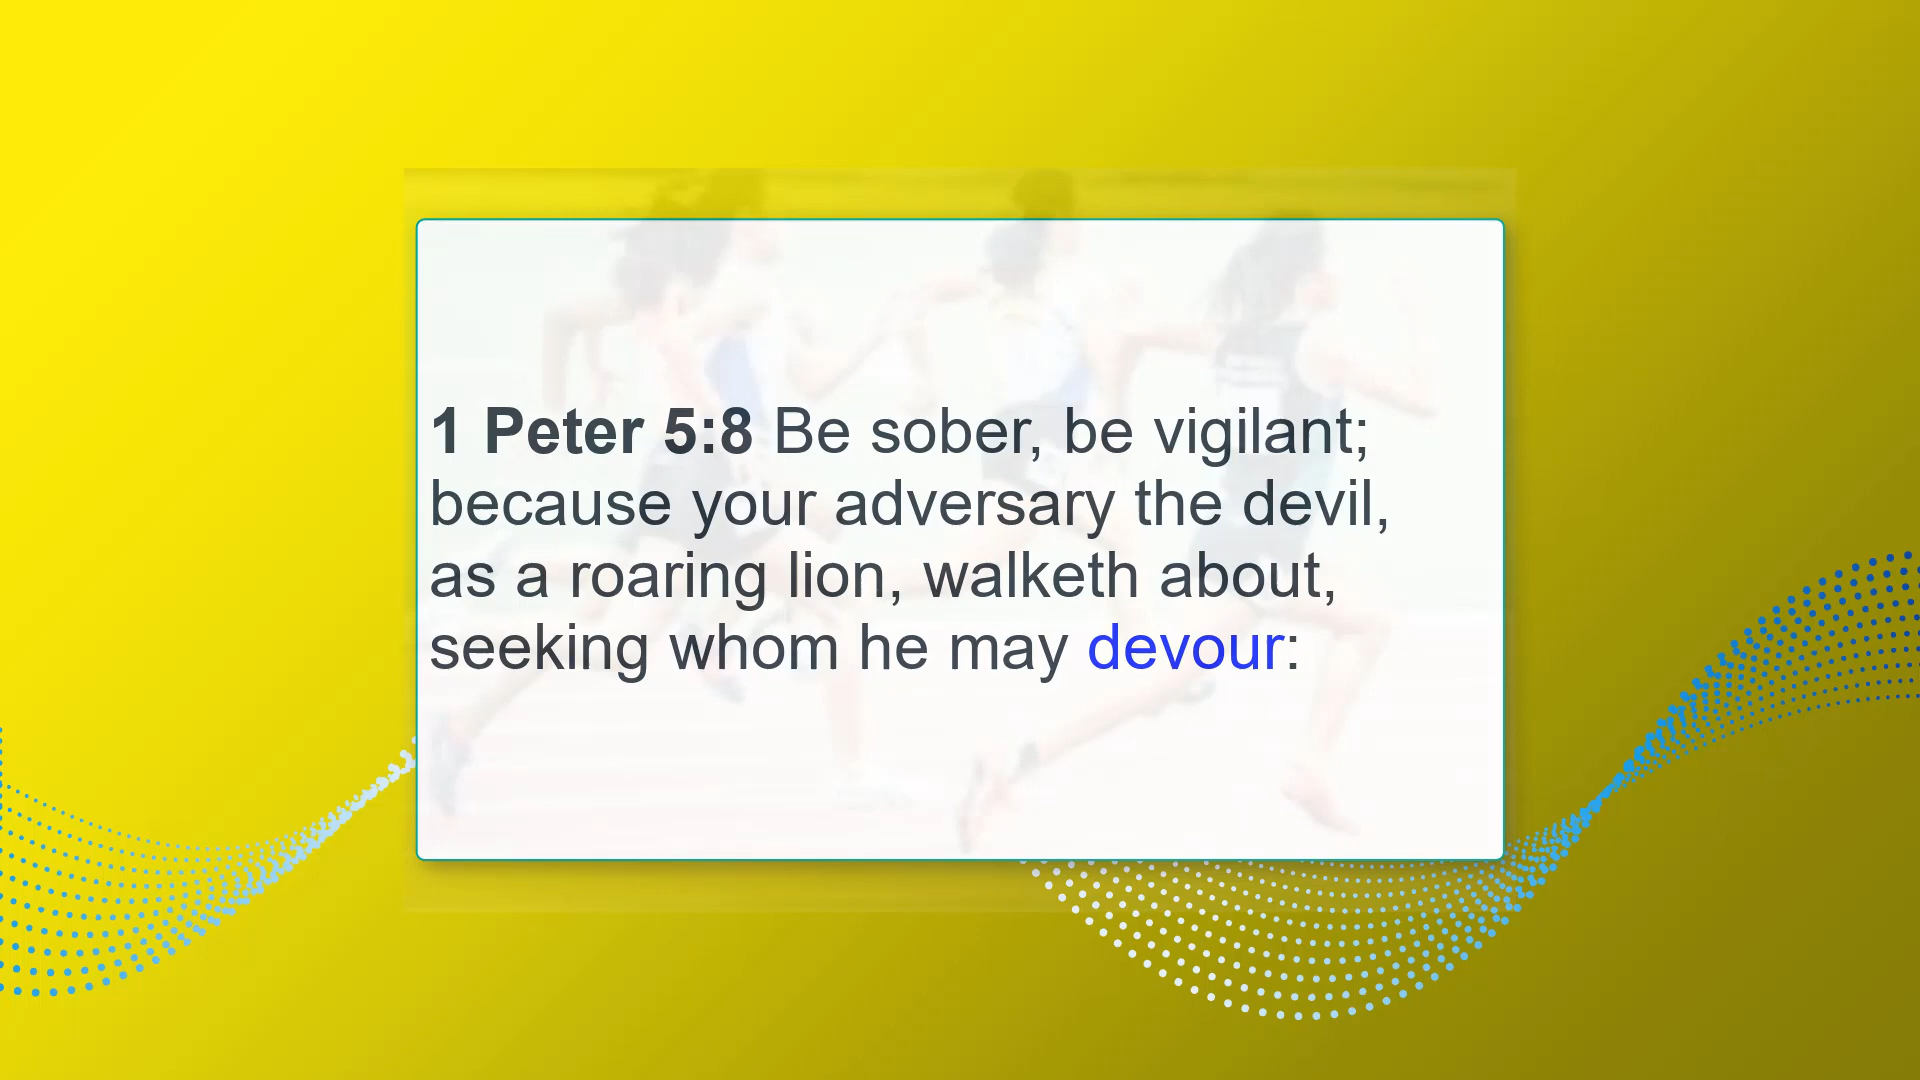 1 Peter 5:8 Be sober, be vigilant;
because your adversary the devil,
as a roaring lion, walketh about,
seeking whom he may devour: